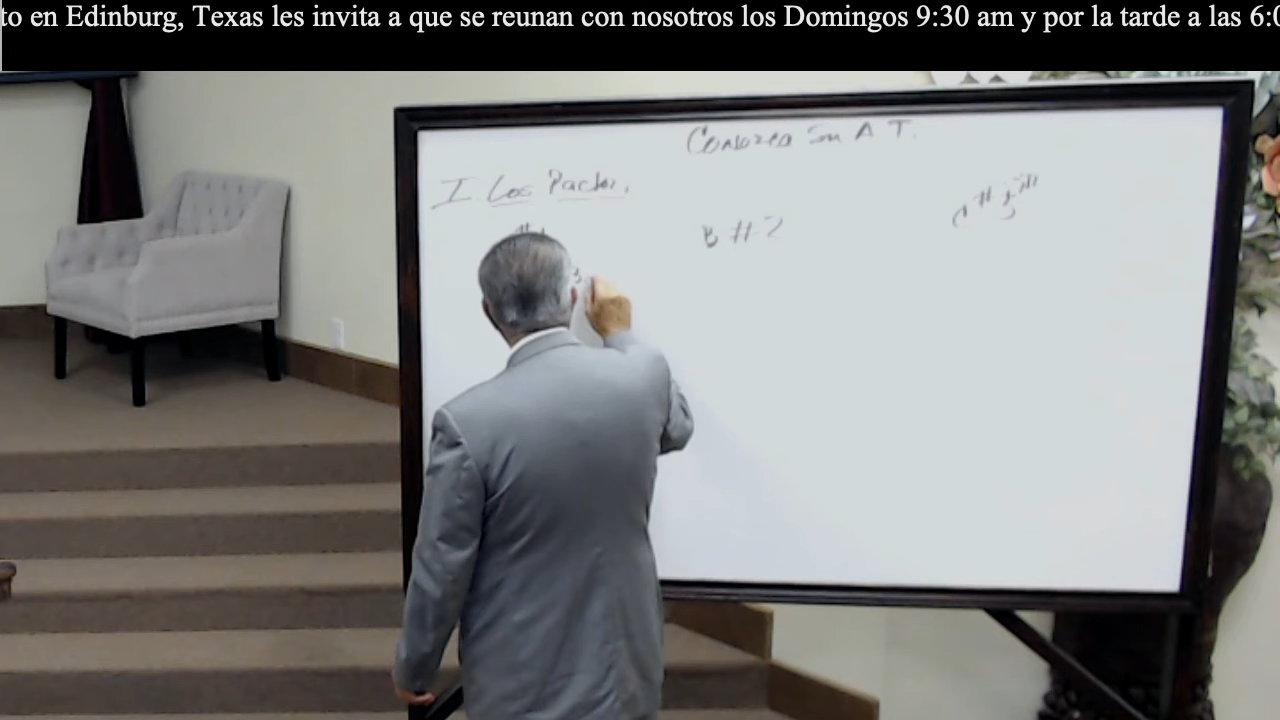 to en Edinburg, Texas les invita a que se reunan con nosotros los Domingos 9:30 am y por la tarde a las 6:0
Conozca Su A T.
I. Los Pactos.
B # 2